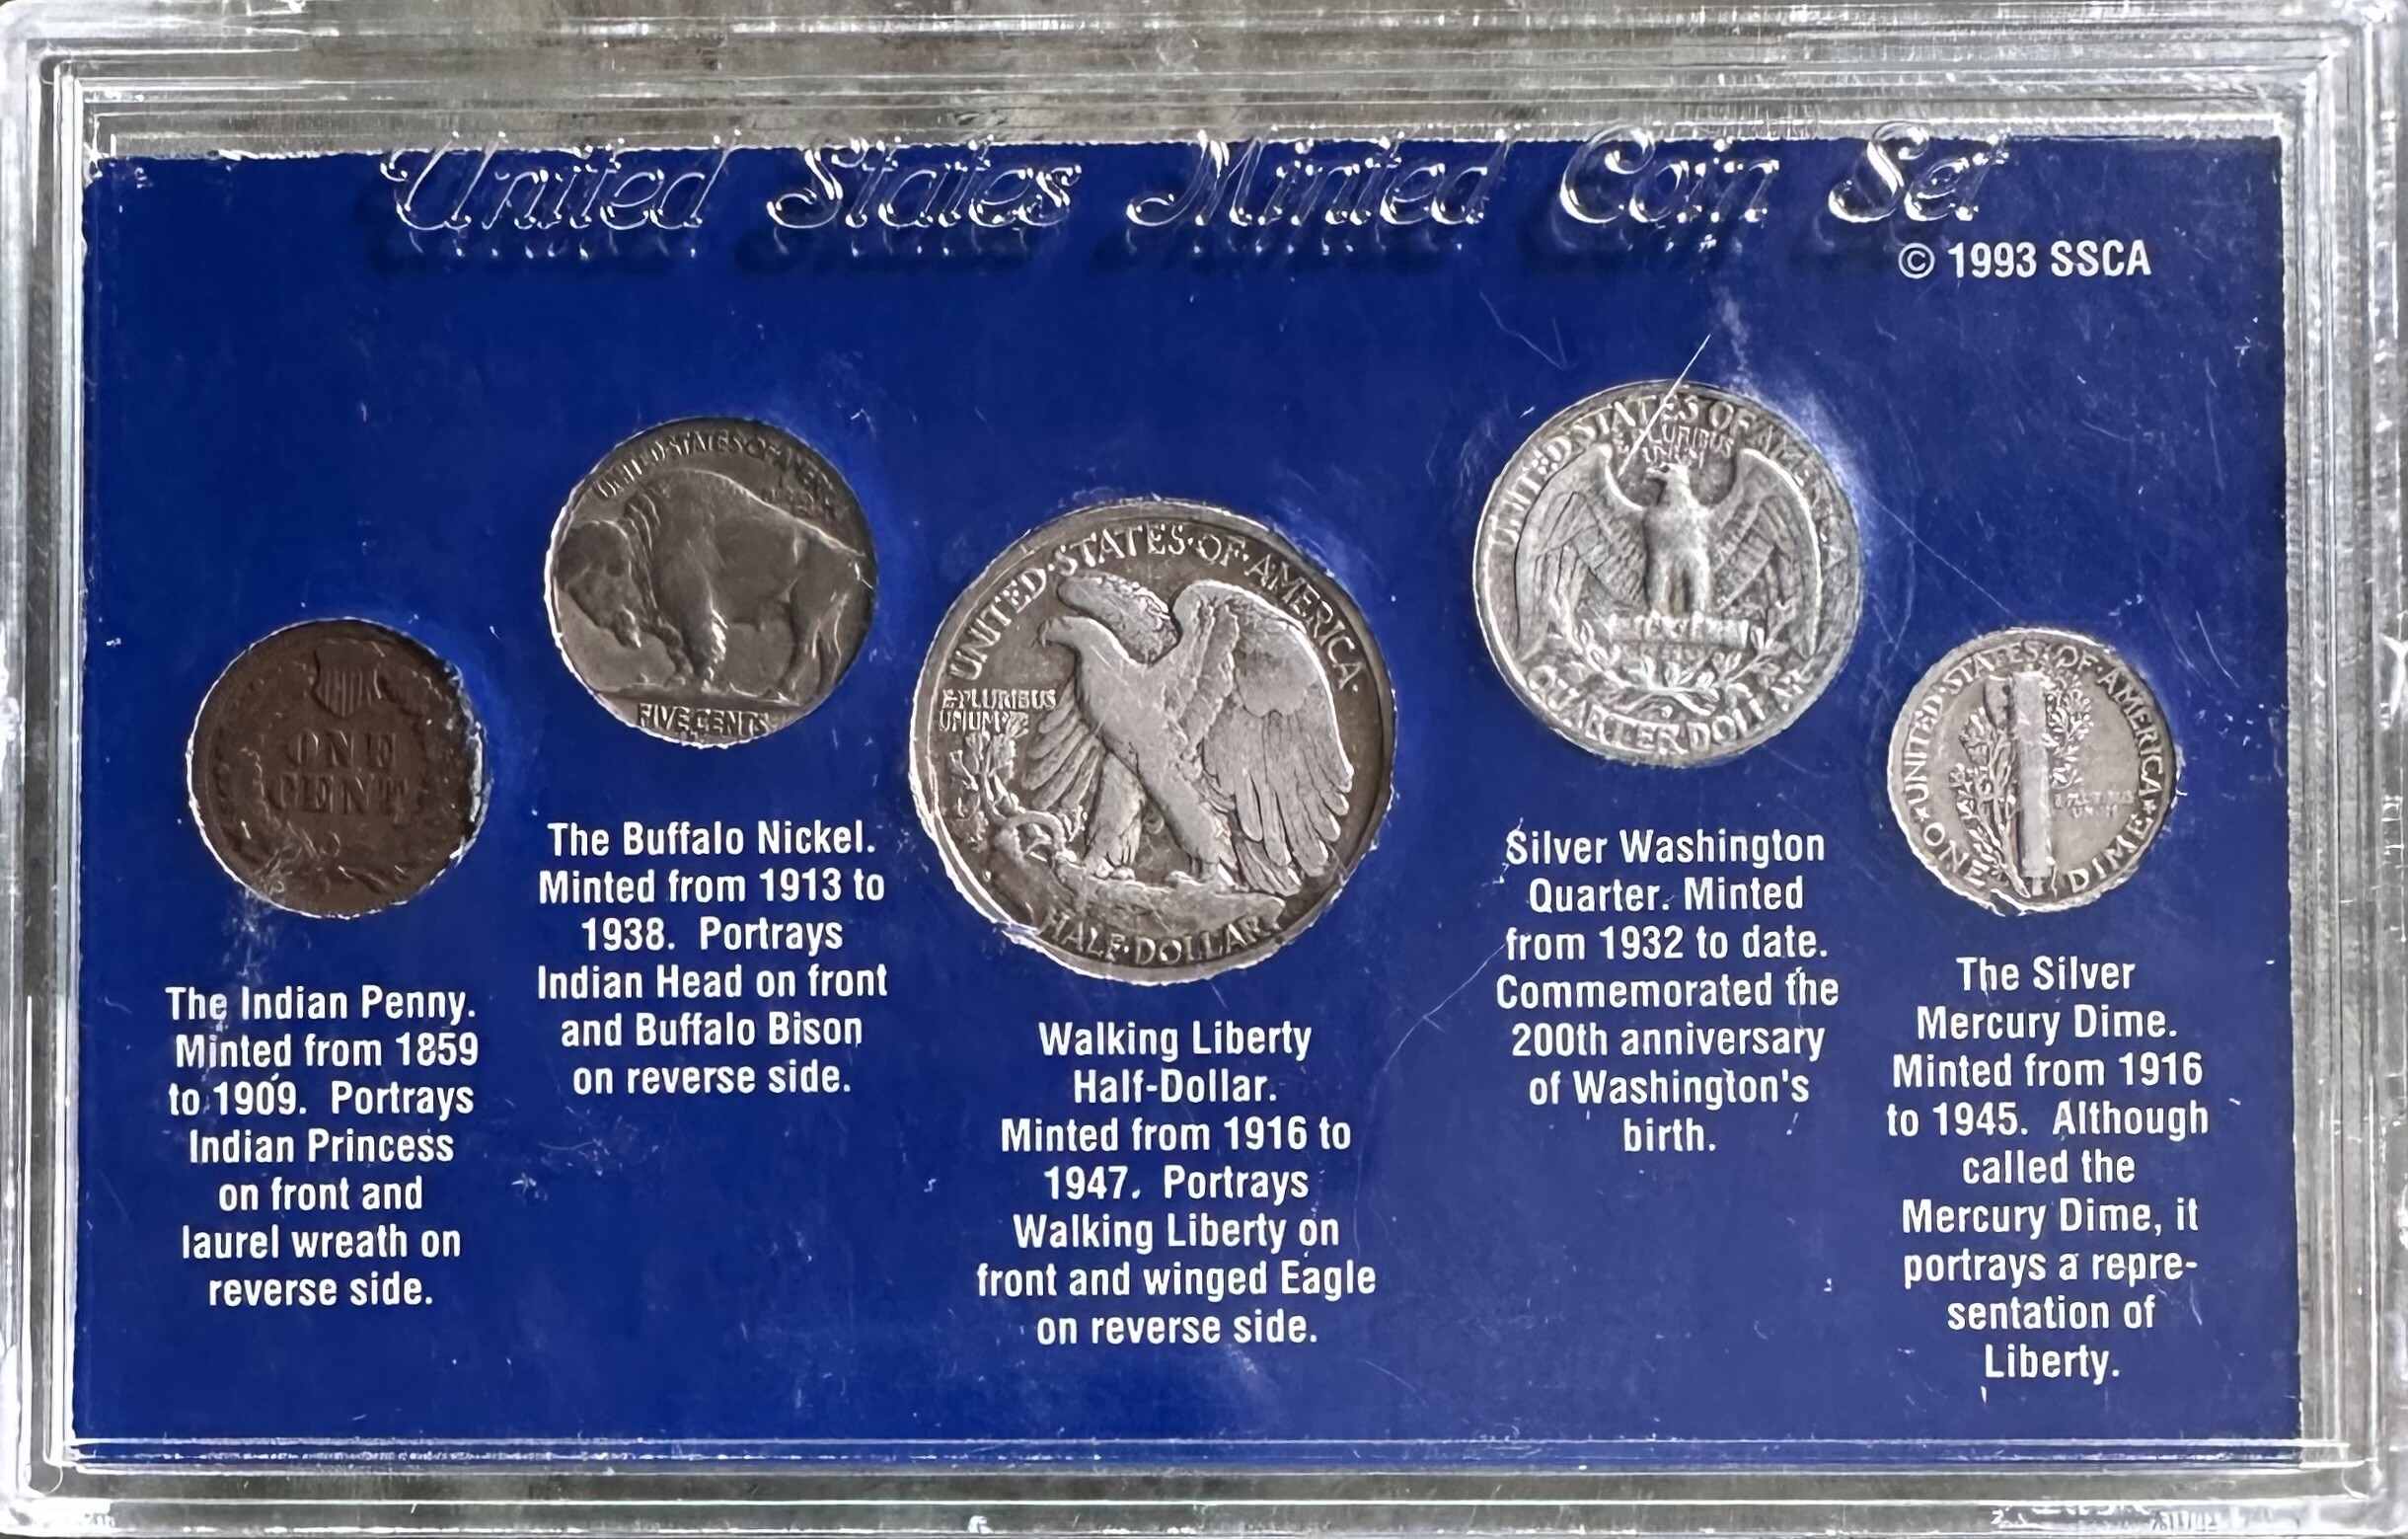 United States Minted Coin Set
© 1993 SSCA
ONE
CENT
The Indian Penny.
Minted from 1859
to 1909. Portrays
Indian Princess
on front and
laurel wreath on
reverse side.
UNITED STATES OF AMERICA
FIVE CENTS
The Buffalo Nickel.
Minted from 1913 to
1938. Portrays
Indian Head on front
and Buffalo Bison
on reverse side.
UNITED·STATES·OF·AMERICA·
E·PLURIBUS
UNUM
HALF·DOLLAR
Walking Liberty
Half-Dollar.
Minted from 1916 to
1947. Portrays
Walking Liberty on
front and winged Eagle
on reverse side.
UNITED STATES OF AMERICA
PLURIBUS
QUARTER DOLLAR
Silver Washington
Quarter. Minted
from 1932 to date.
Commemorated the
200th anniversary
of Washington's
birth.
UNITED·STATES·OF·AMERICA
ONE DIME
The Silver
Mercury Dime.
Minted from 1916
to 1945. Although
called the
Mercury Dime, it
portrays a repre-
sentation of
Liberty.